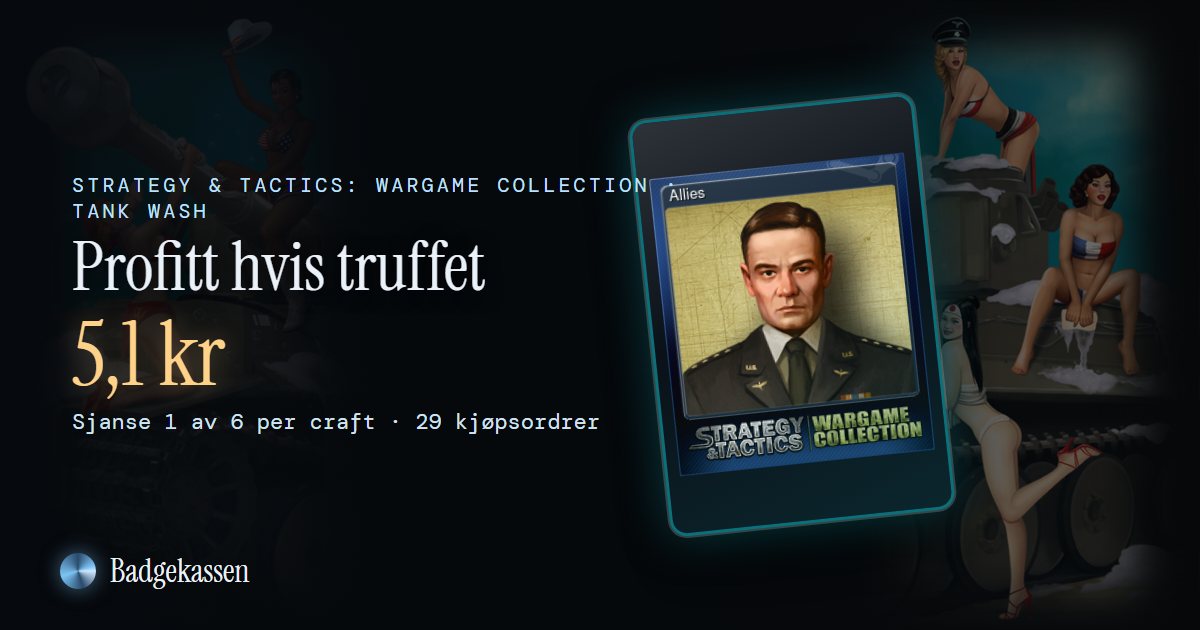 STRATEGY & TACTICS: WARGAME COLLECTION
TANK WASH
Profitt hvis truffet
5,1 kr
Sjanse 1 av 6 per craft · 29 kjøpsordrer
Badgekassen
Allies
U.S.
U.S.
STRATEGY
&TACTICS
WARGAME
COLLECTION